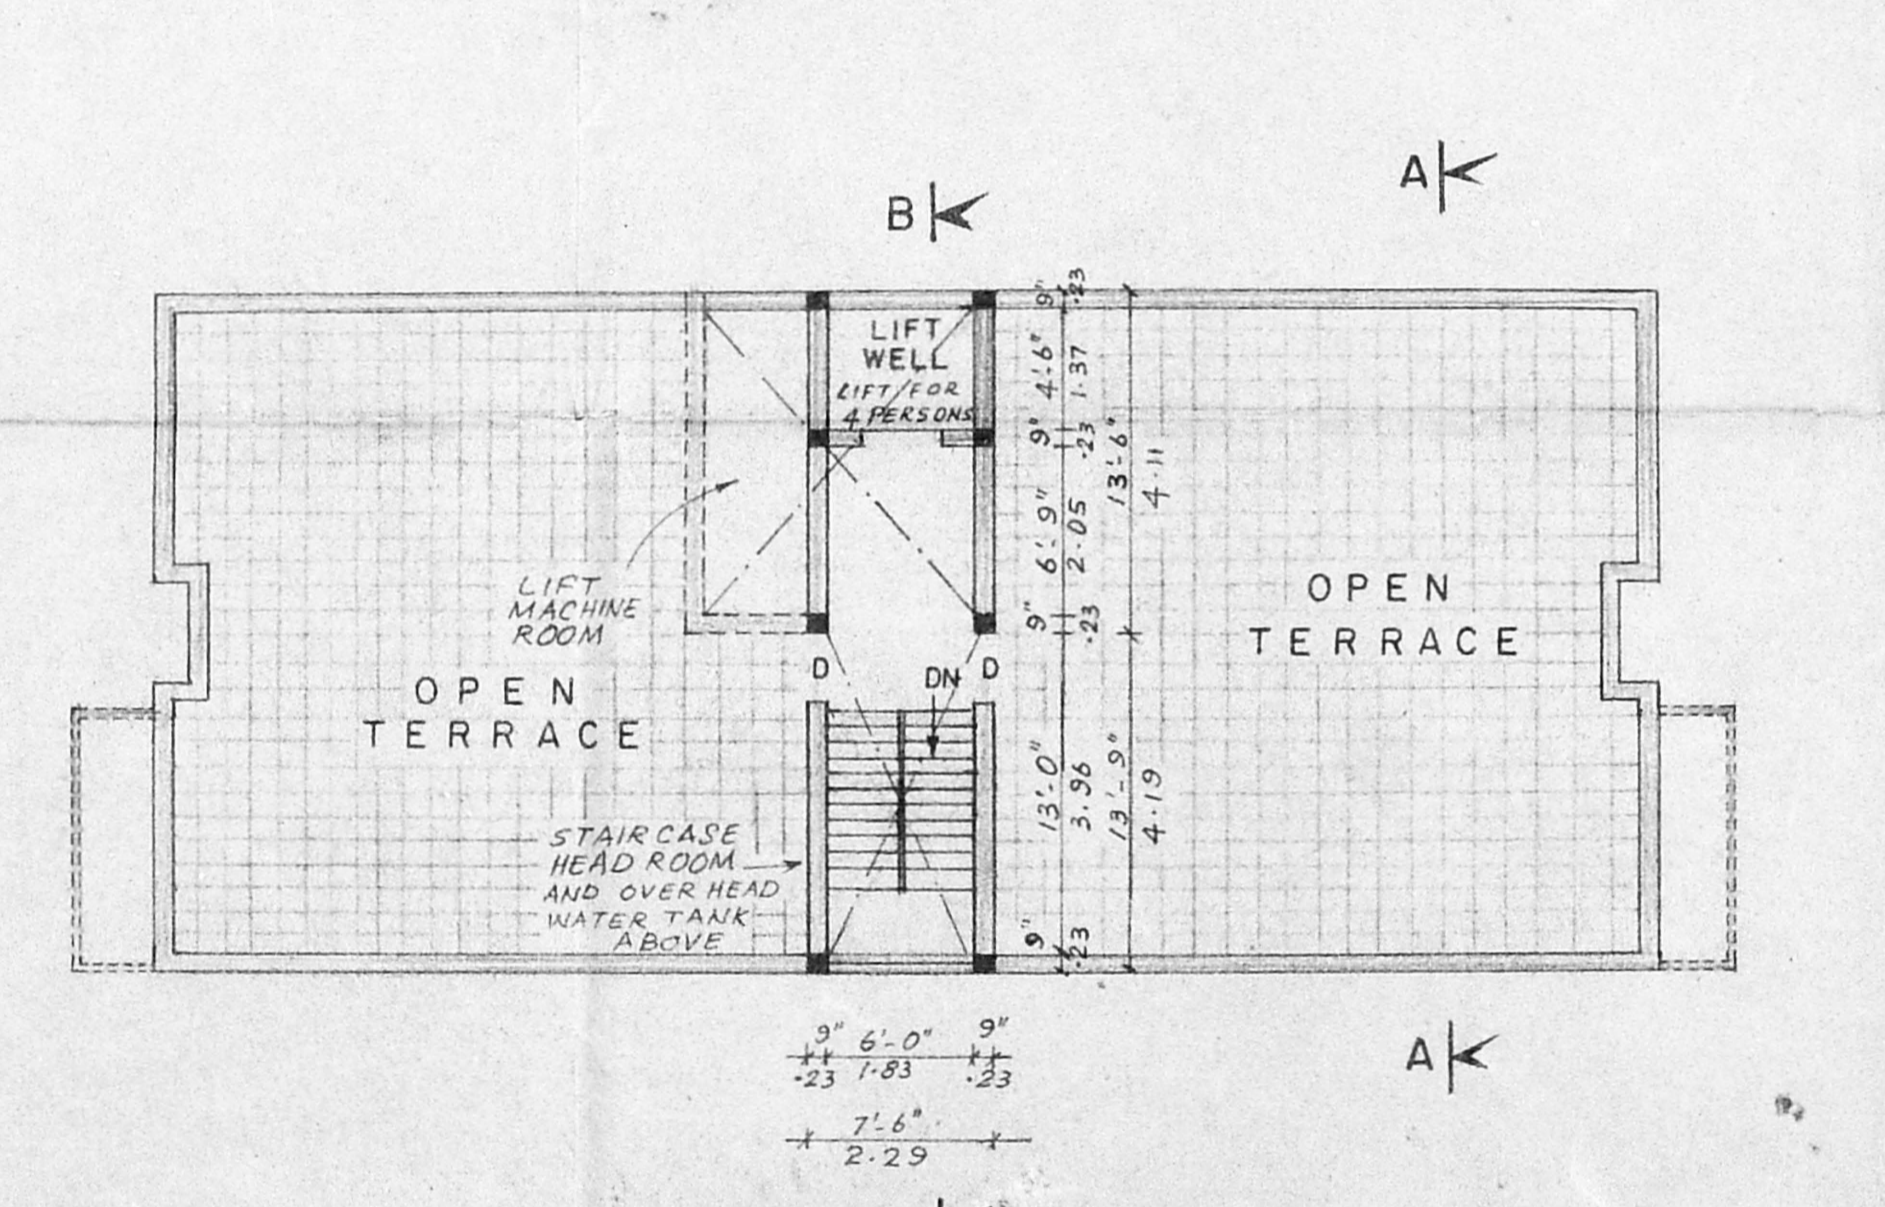 A
B
LIFT
WELL
LIFT FOR
4 PERSONS
9"
.23
4'-6"
1.37
9"
.23
13'-6"
4.11
6'-9"
2.05
9"
.23
LIFT
MACHINE
ROOM
OPEN
TERRACE
OPEN
TERRACE
D
DN
D
13'-0"
3.96
13'-9"
4.19
STAIRCASE
HEAD ROOM
AND OVER HEAD
WATER TANK
ABOVE
9"
.23
9" 6'-0" 9"
.23 1.83 .23
A
7'-6"
2.29